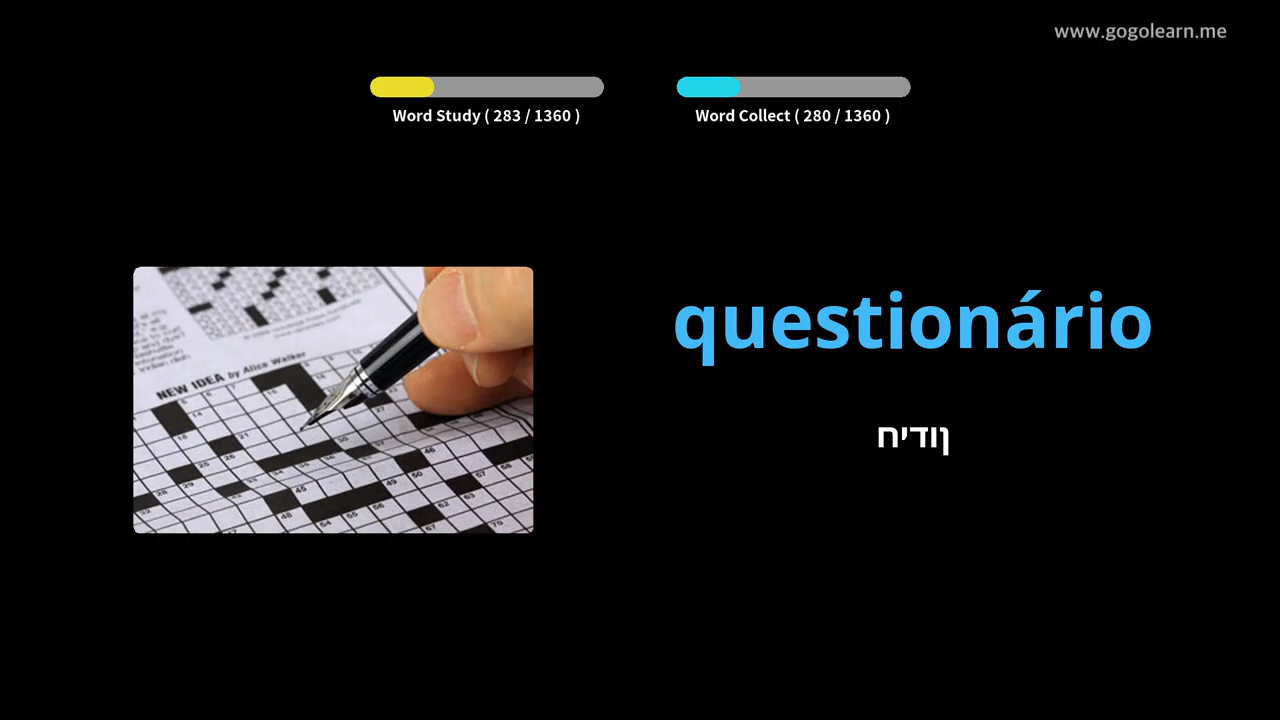 www.gogolearn.me
Word Study ( 283 / 1360 )
Word Collect ( 280 / 1360 )
questionário
חידון
NEW IDEA by Alice Walker